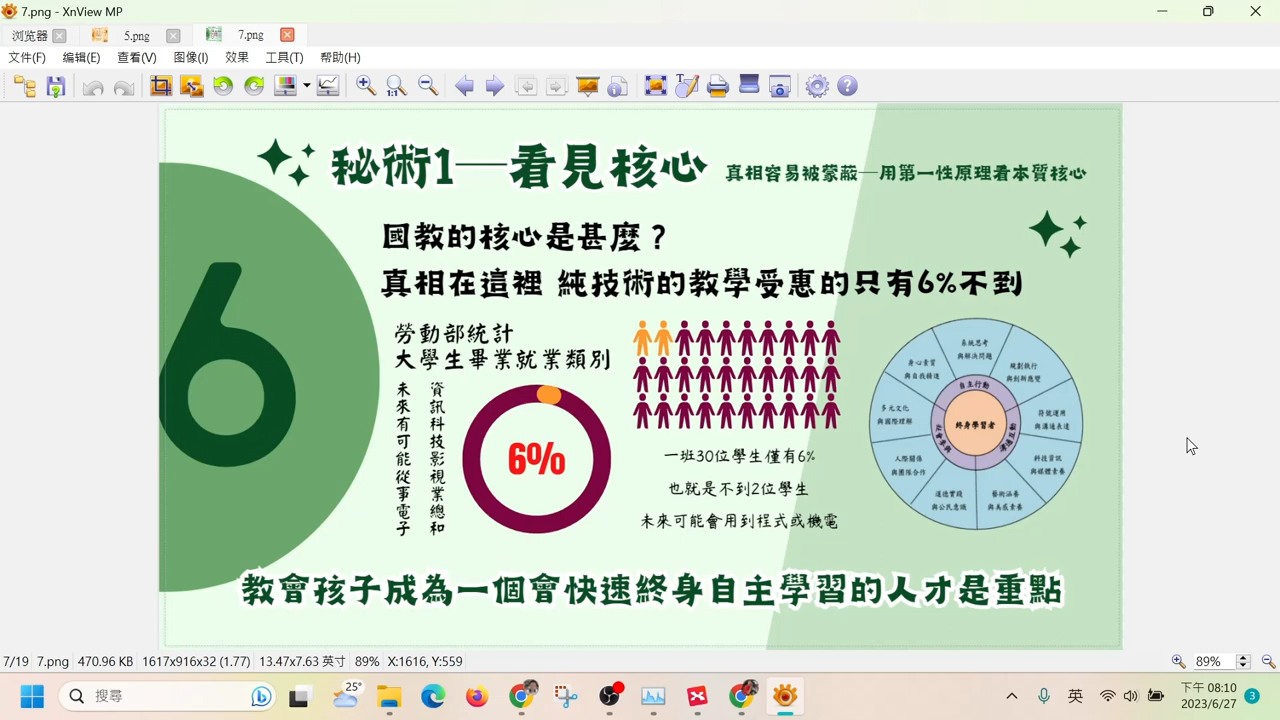 7.png - XnView MP
浏览器
5.png
7.png
文件(F) 编辑(E) 查看(V) 图像(I) 效果 工具(T) 帮助(H)
1:1
秘術1—看見核心
真相容易被蒙蔽—用第一性原理看本質核心
國教的核心是甚麼？
真相在這裡 純技術的教學受惠的只有6%不到
6
勞動部統計
大學生畢業就業類別
未來有可能從事電子
資訊科技影視業總和
6%
一班30位學生僅有6%
也就是不到2位學生
未來可能會用到程式或機電
系統思考
與解決問題
規劃執行
與創新應變
符號運用
與溝通表達
科技資訊
與媒體素養
藝術涵養
與美感素養
道德實踐
與公民意識
人際關係
與團隊合作
多元文化
與國際理解
身心素質
與自我精進
自主行動
溝通互動
社會參與
終身學習者
教會孩子成為一個會快速終身自主學習的人才是重點
7/19 7.png 470.96 KB 1617x916x32 (1.77) 13.47x7.63 英寸 89% X:1616, Y:559
89%
搜尋
25°
英
下午 08:10
2023/6/27
3